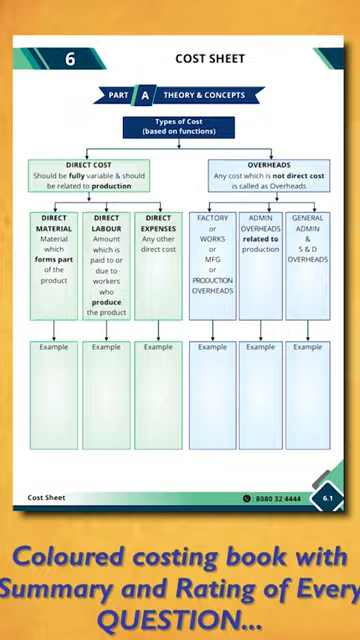 6
COST SHEET
PART A THEORY & CONCEPTS
Types of Cost
(based on functions)
DIRECT COST
Should be fully variable & should
be related to production
OVERHEADS
Any cost which is not direct cost
is called as Overheads
DIRECT
MATERIAL
Material
which
forms part
of the
product
DIRECT
LABOUR
Amount
which is
paid to or
due to
workers
who
produce
the product
DIRECT
EXPENSES
Any other
direct cost
FACTORY
or
WORKS
or
MFG
or
PRODUCTION
OVERHEADS
ADMIN
OVERHEADS
related to
production
GENERAL
ADMIN
&
S & D
OVERHEADS
Example
Example
Example
Example
Example
Example
Cost Sheet
: 8080 32 4444
6.1
Coloured costing book with
Summary and Rating of Every
QUESTION...